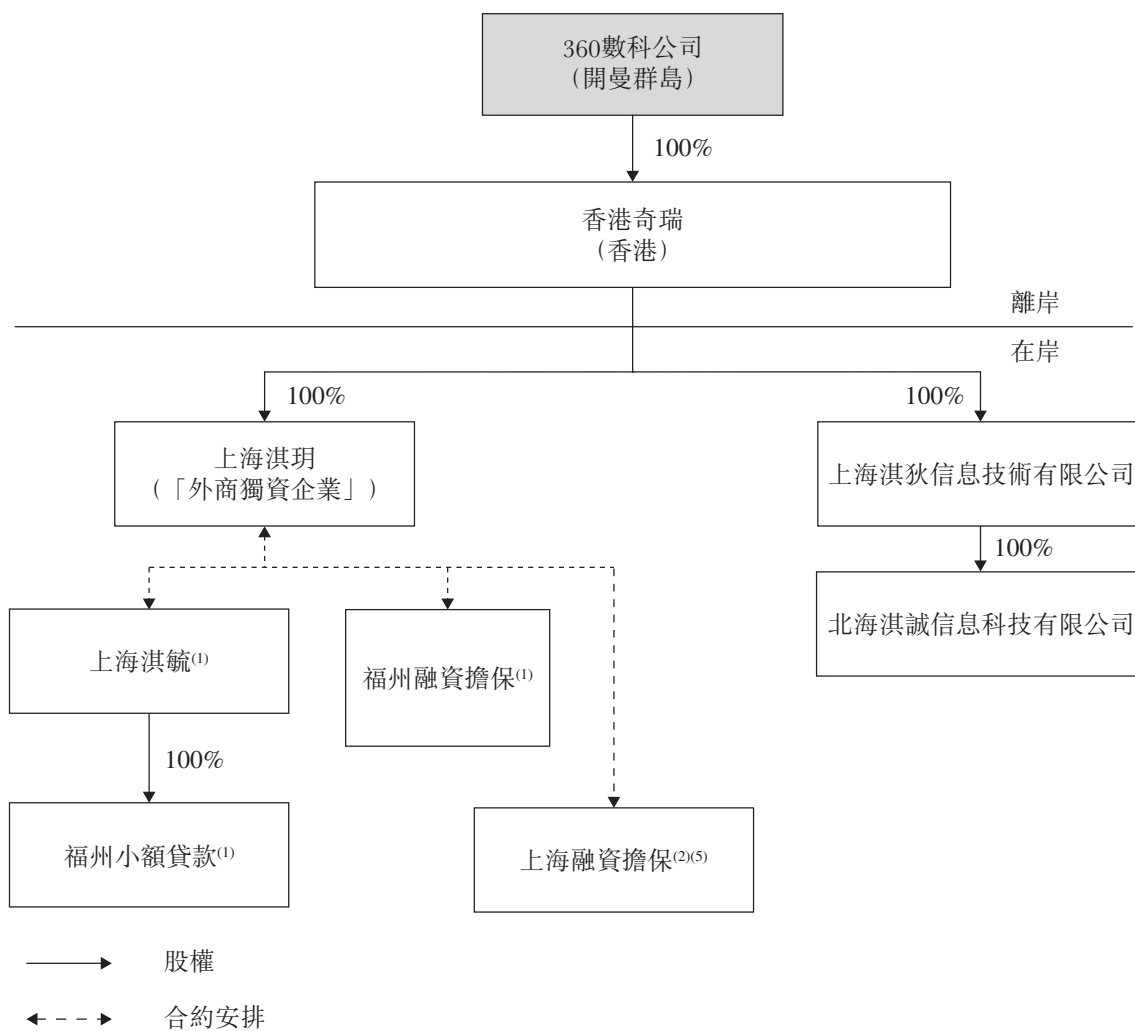 360數科公司
（開曼群島）
100%
香港奇瑞
（香港）
離岸
在岸
100%
100%
上海淇玥
（「外商獨資企業」）
上海淇狄信息技術有限公司
100%
北海淇誠信息科技有限公司
上海淇毓(1)
福州融資擔保(1)
100%
福州小額貸款(1)
上海融資擔保(2)(5)
股權
合約安排